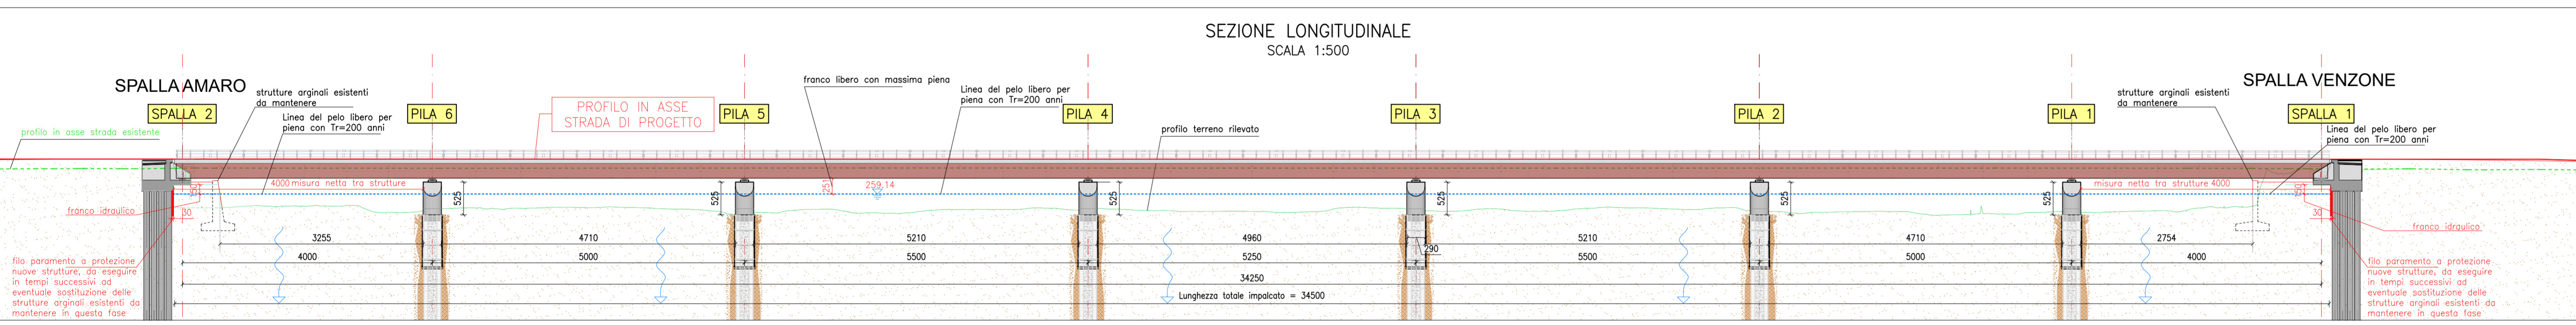 SEZIONE LONGITUDINALE
SCALA 1:500
SPALLA AMARO
SPALLA VENZONE
SPALLA 2
PILA 6
PILA 5
PILA 4
PILA 3
PILA 2
PILA 1
SPALLA 1
profilo in asse strada esistente
strutture arginali esistenti
da mantenere
Linea del pelo libero per
piena con Tr=200 anni
PROFILO IN ASSE
STRADA DI PROGETTO
franco libero con massima piena
Linea del pelo libero per
piena con Tr=200 anni
profilo terreno rilevato
strutture arginali esistenti
da mantenere
Linea del pelo libero per
piena con Tr=200 anni
4000 misura netta tra strutture
251
259.14
misura netta tra strutture 4000
525
525
525
525
525
525
franco idraulico
30
30
franco idraulico
3255
4710
5210
4960
290
5210
4710
2754
4000
5000
5500
5250
5500
5000
4000
34250
Lunghezza totale impalcato = 34500
filo paramento a protezione
nuove strutture, da eseguire
in tempi successivi ad
eventuale sostituzione delle
strutture arginali esistenti da
mantenere in questa fase
filo paramento a protezione
nuove strutture, da eseguire
in tempi successivi ad
eventuale sostituzione delle
strutture arginali esistenti da
mantenere in questa fase